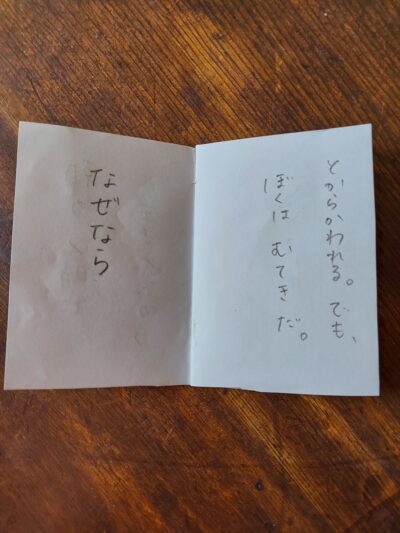 とからかわれる。でも、
ぼくは むてきだ。
なぜなら